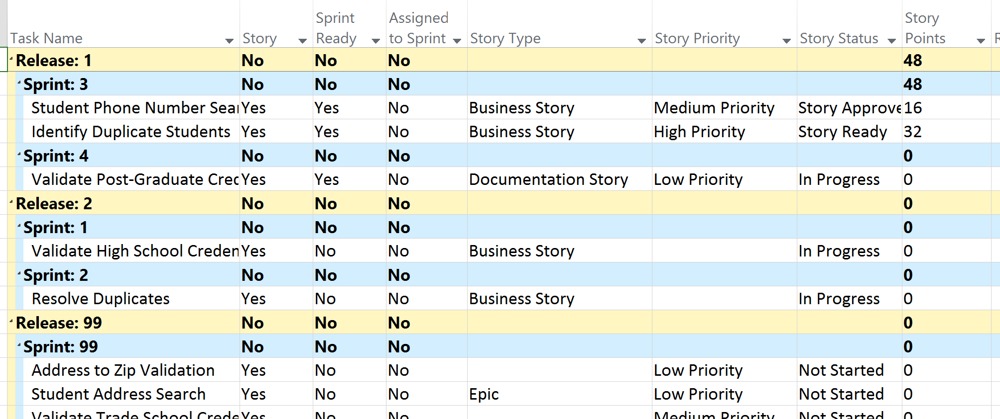 Task Name Story Sprint Ready Assigned to Sprint Story Type Story Priority Story Status Story Points
Release: 1 No No No 48
Sprint: 3 No No No 48
Student Phone Number Yes Yes No Business Story Medium Priority Story Approve 16
Identify Duplicate Students Yes Yes No Business Story High Priority Story Ready 32
Sprint: 4 No No No 0
Validate Post-Graduate Yes Yes No Documentation Story Low Priority In Progress 0
Release: 2 No No No 0
Sprint: 1 No No No 0
Validate High School Creden Yes No No Business Story In Progress 0
Sprint: 2 No No No 0
Resolve Duplicates Yes No No Business Story In Progress 0
Release: 99 No No No 0
Sprint: 99 No No No 0
Address to Zip Validation Yes No No Low Priority Not Started 0
Student Address Search Yes No No Epic Low Priority Not Started 0
Validate Trade School Crede Yes No No Medium Priority Not Started 0